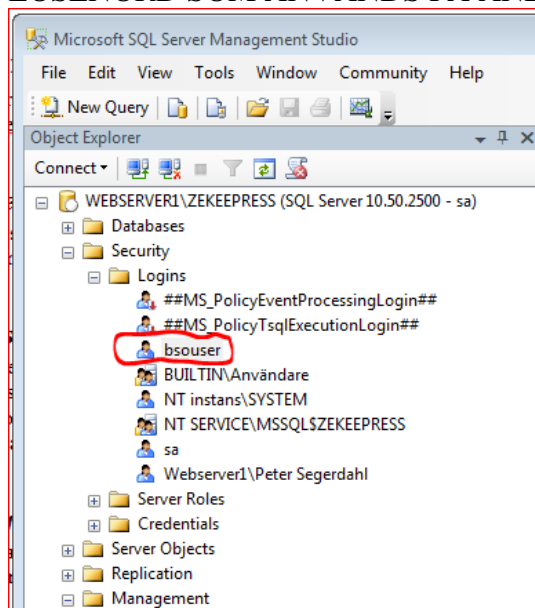 Microsoft SQL Server Management Studio
File Edit View Tools Window Community Help
New Query
Object Explorer
Connect
WEBSERVER1\ZEKEEPRESS (SQL Server 10.50.2500 - sa)
Databases
Security
Logins
##MS_PolicyEventProcessingLogin##
##MS_PolicyTsqlExecutionLogin##
bsouser
BUILTIN\Användare
NT instans\SYSTEM
NT SERVICE\MSSQL$ZEKEEPRESS
sa
Webserver1\Peter Segerdahl
Server Roles
Credentials
Server Objects
Replication
Management